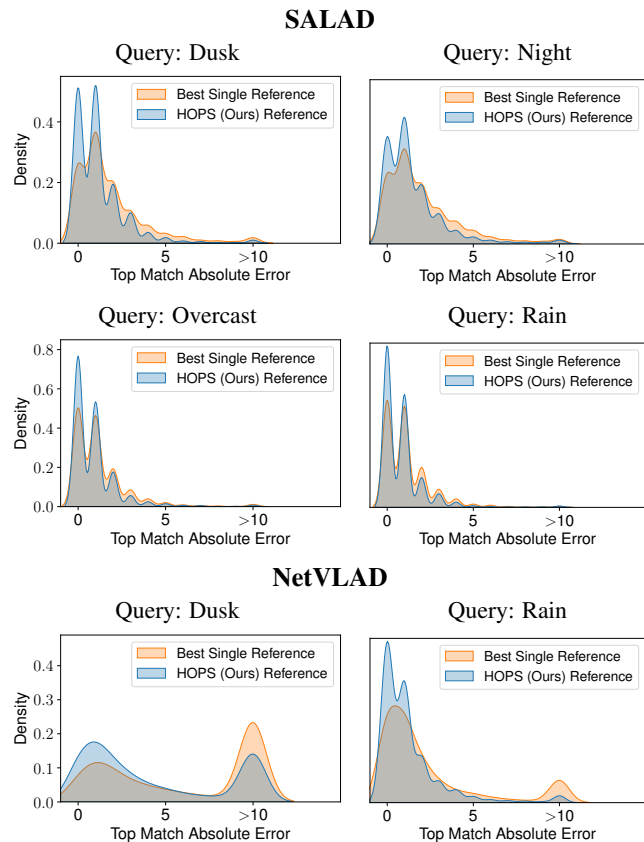 SALAD
Query: Dusk
Query: Night
Best Single Reference
HOPS (Ours) Reference
Best Single Reference
HOPS (Ours) Reference
Density
0.4
0.2
0.0
0
5
>10
0
5
>10
Top Match Absolute Error
Top Match Absolute Error
Query: Overcast
Query: Rain
Best Single Reference
HOPS (Ours) Reference
Best Single Reference
HOPS (Ours) Reference
Density
0.8
0.6
0.4
0.2
0.0
0
5
>10
0
5
>10
Top Match Absolute Error
Top Match Absolute Error
NetVLAD
Query: Dusk
Query: Rain
Best Single Reference
HOPS (Ours) Reference
Best Single Reference
HOPS (Ours) Reference
Density
0.4
0.3
0.2
0.1
0.0
0
5
>10
0
5
>10
Top Match Absolute Error
Top Match Absolute Error